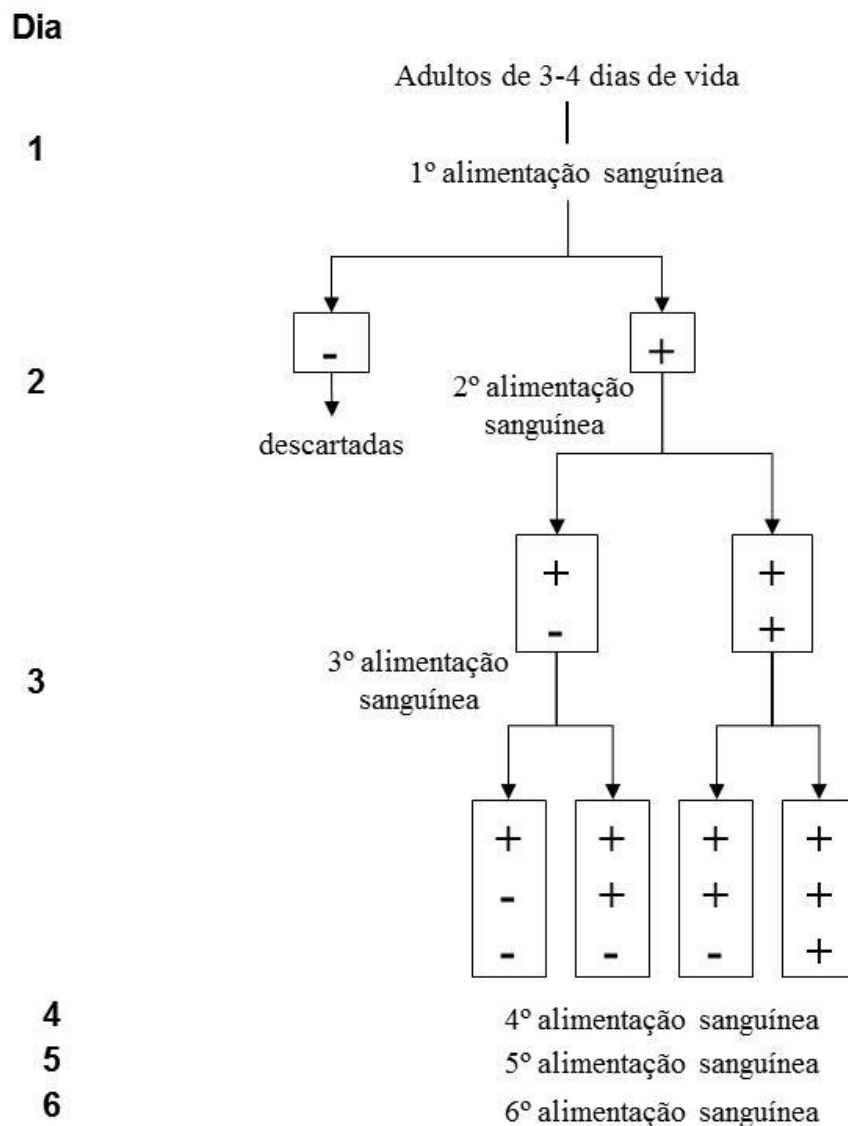 Dia
Adultos de 3-4 dias de vida
1
1º alimentação sanguínea
- +
2
2º alimentação
sanguínea
descartadas
+ +
- +
3º alimentação
3
sanguínea
+ + + +
- + + +
- - - +
4 4º alimentação sanguínea
5 5º alimentação sanguínea
6 6º alimentação sanguínea